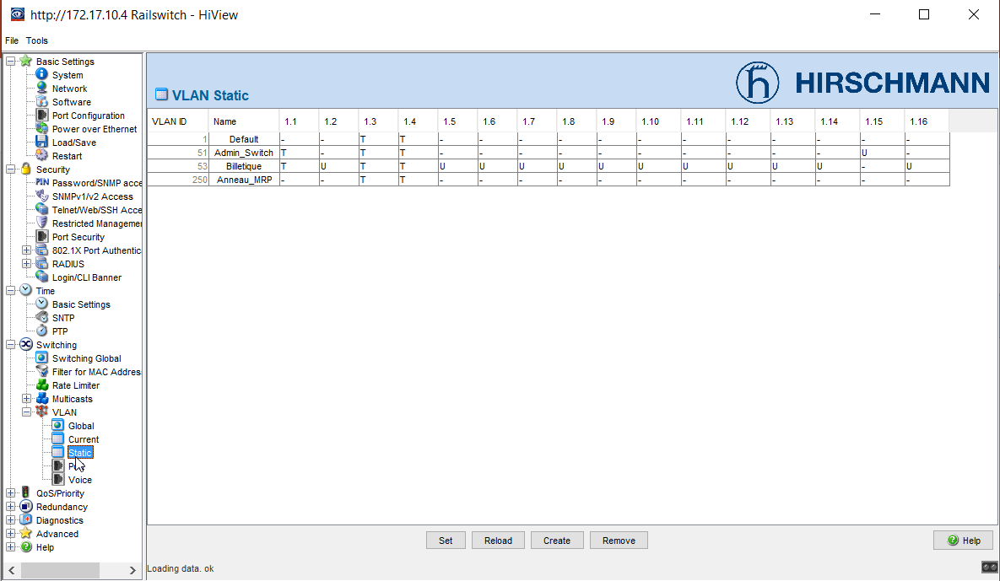 http://172.17.10.4 Railswitch - HiView
File Tools
Basic Settings
System
Network
Software
Port Configuration
Power over Ethernet
Load/Save
Restart
Security
PIN Password/SNMP acce
SNMPv1/v2 Access
Telnet/Web/SSH Acce
Restricted Managemer
Port Security
802.1X Port Authentic
RADIUS
Login/CLI Banner
Time
Basic Settings
SNTP
PTP
Switching
Switching Global
Filter for MAC Addres
Rate Limiter
Multicasts
VLAN
Global
Current
Static
Voice
QoS/Priority
Redundancy
Diagnostics
Advanced
Help
HIRSCHMANN
VLAN Static
VLAN ID Name 1.1 1.2 1.3 1.4 1.5 1.6 1.7 1.8 1.9 1.10 1.11 1.12 1.13 1.14 1.15 1.16
1 Default - - T T - - - - - - - - - - - -
51 Admin_Switch T - T T - - - - - - - - - - U -
53 Billetique T U T T U U U U U U U U U U - U
250 Anneau_MRP - - T T - - - - - - - - - - - -
Set Reload Create Remove Help
Loading data. ok